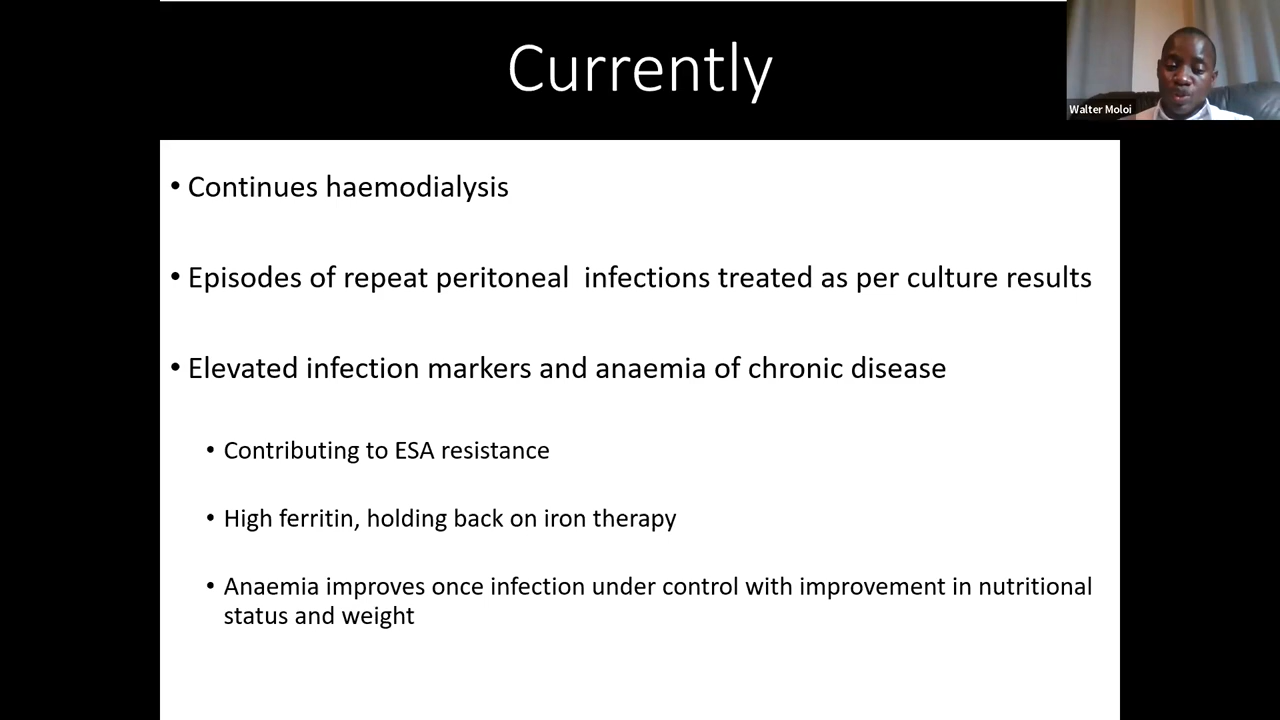 Currently
Walter Moloi
• Continues haemodialysis
• Episodes of repeat peritoneal  infections treated as per culture results
• Elevated infection markers and anaemia of chronic disease
• Contributing to ESA resistance
• High ferritin, holding back on iron therapy
• Anaemia improves once infection under control with improvement in nutritional
status and weight